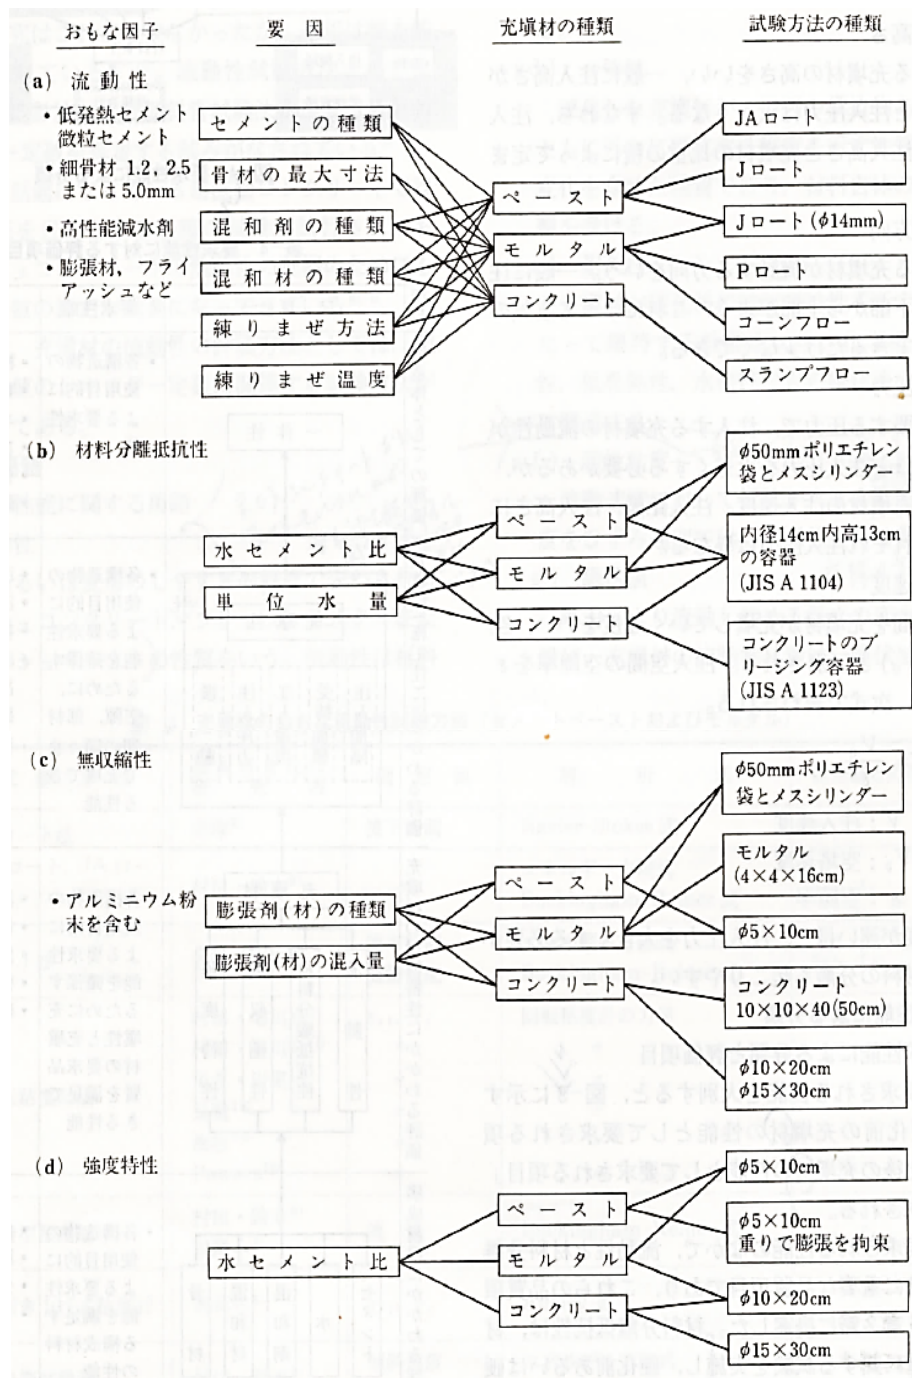 おもな因子
要因
充填材の種類
試験方法の種類
(a) 流動性
・低発熱セメント
微粒セメント
・細骨材 1.2, 2.5
または 5.0mm
・高性能減水剤
・膨張材，フライ
アッシュなど
セメントの種類
骨材の最大寸法
混和剤の種類
混和材の種類
練りまぜ方法
練りまぜ温度
ペースト
モルタル
コンクリート
JAロート
Jロート
Jロート(φ14mm)
Pロート
コーンフロー
スランプフロー
(b) 材料分離抵抗性
水セメント比
単位水量
ペースト
モルタル
コンクリート
φ50mmポリエチレン
袋とメスシリンダー
内径14cm内高13cm
の容器
(JIS A 1104)
コンクリートのブ
リージング容器
(JIS A 1123)
(c) 無収縮性
・アルミニウム粉
末を含む
膨張剤(材)の種類
膨張剤(材)の混入量
ペースト
モルタル
コンクリート
φ50mmポリエチレン
袋とメスシリンダー
モルタル
(4×4×16cm)
φ5×10cm
コンクリート
10×10×40(50cm)
φ10×20cm
φ15×30cm
(d) 強度特性
水セメント比
ペースト
モルタル
コンクリート
φ5×10cm
φ5×10cm
重りで膨張を拘束
φ10×20cm
φ15×30cm